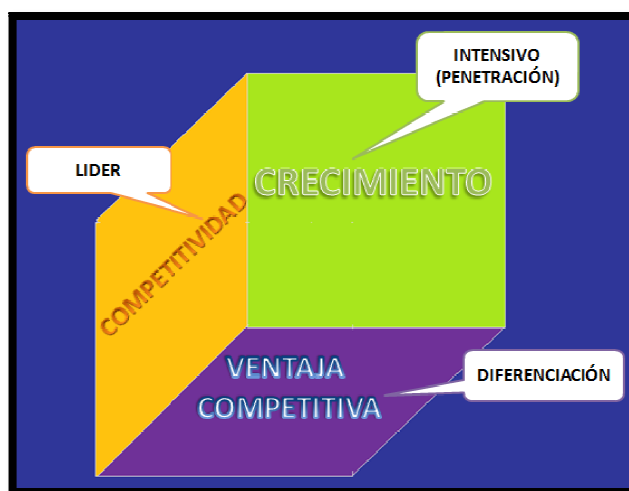 INTENSIVO
(PENETRACIÓN)
LIDER
CRECIMIENTO
COMPETITIVIDAD
VENTAJA
COMPETITIVA
DIFERENCIACIÓN